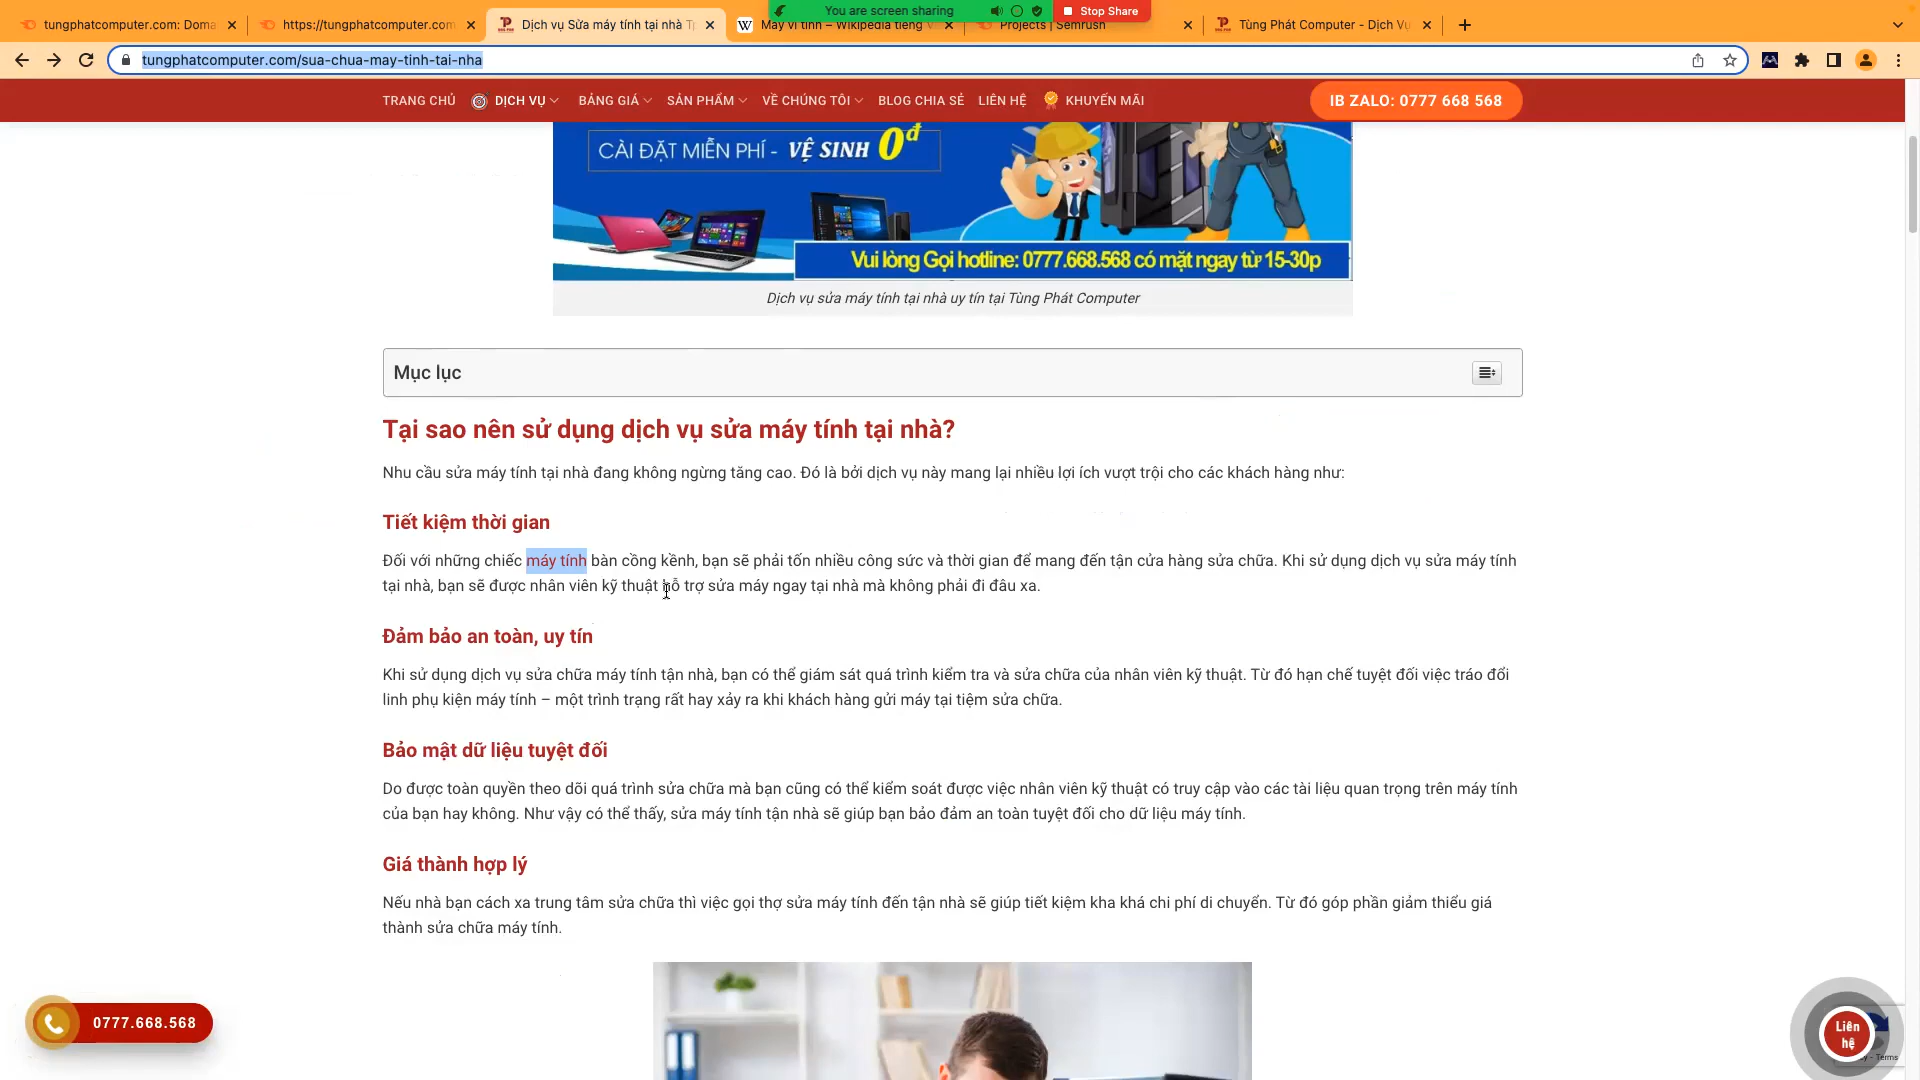 tungphatcomputer.com: Doma
https://tungphatcomputer.com
Dịch vụ Sửa máy tính tại nhà T
Máy vi tính – Wikipedia tiếng V
Projects | Semrush
Tùng Phát Computer - Dịch Vụ
You are screen sharing
Stop Share
tungphatcomputer.com/sua-chua-may-tinh-tai-nha
TRANG CHỦ
DỊCH VỤ
BẢNG GIÁ
SẢN PHẨM
VỀ CHÚNG TÔI
BLOG CHIA SẺ
LIÊN HỆ
KHUYẾN MÃI
IB ZALO: 0777 668 568
CÀI ĐẶT MIỄN PHÍ - VỆ SINH 0đ
Vui lòng Gọi hotline: 0777.668.568 có mặt ngay từ 15-30p
Dịch vụ sửa máy tính tại nhà uy tín tại Tùng Phát Computer
Mục lục
Tại sao nên sử dụng dịch vụ sửa máy tính tại nhà?
Nhu cầu sửa máy tính tại nhà đang không ngừng tăng cao. Đó là bởi dịch vụ này mang lại nhiều lợi ích vượt trội cho các khách hàng như:
Tiết kiệm thời gian
Đối với những chiếc máy tính bàn cồng kềnh, bạn sẽ phải tốn nhiều công sức và thời gian để mang đến tận cửa hàng sửa chữa. Khi sử dụng dịch vụ sửa máy tính
tại nhà, bạn sẽ được nhân viên kỹ thuật hỗ trợ sửa máy ngay tại nhà mà không phải đi đâu xa.
Đảm bảo an toàn, uy tín
Khi sử dụng dịch vụ sửa chữa máy tính tận nhà, bạn có thể giám sát quá trình kiểm tra và sửa chữa của nhân viên kỹ thuật. Từ đó hạn chế tuyệt đối việc tráo đổi
linh phụ kiện máy tính – một trình trạng rất hay xảy ra khi khách hàng gửi máy tại tiệm sửa chữa.
Bảo mật dữ liệu tuyệt đối
Do được toàn quyền theo dõi quá trình sửa chữa mà bạn cũng có thể kiểm soát được việc nhân viên kỹ thuật có truy cập vào các tài liệu quan trọng trên máy tính
của bạn hay không. Như vậy có thể thấy, sửa máy tính tận nhà sẽ giúp bạn bảo đảm an toàn tuyệt đối cho dữ liệu máy tính.
Giá thành hợp lý
Nếu nhà bạn cách xa trung tâm sửa chữa thì việc gọi thợ sửa máy tính đến tận nhà sẽ giúp tiết kiệm kha khá chi phí di chuyển. Từ đó góp phần giảm thiểu giá
thành sửa chữa máy tính.
0777.668.568
Liên
hệ
Terms